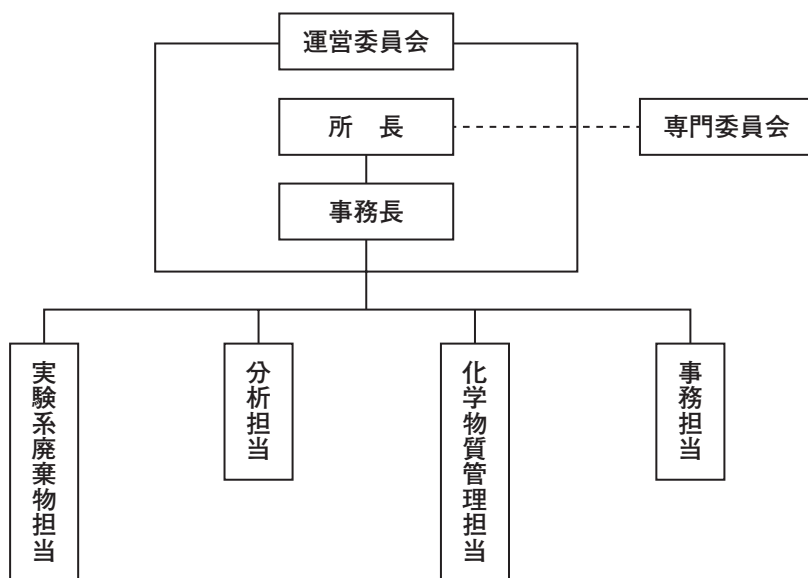 運営委員会
所　長
専門委員会
事務長
実験系廃棄物担当
分析担当
化学物質管理担当
事務担当